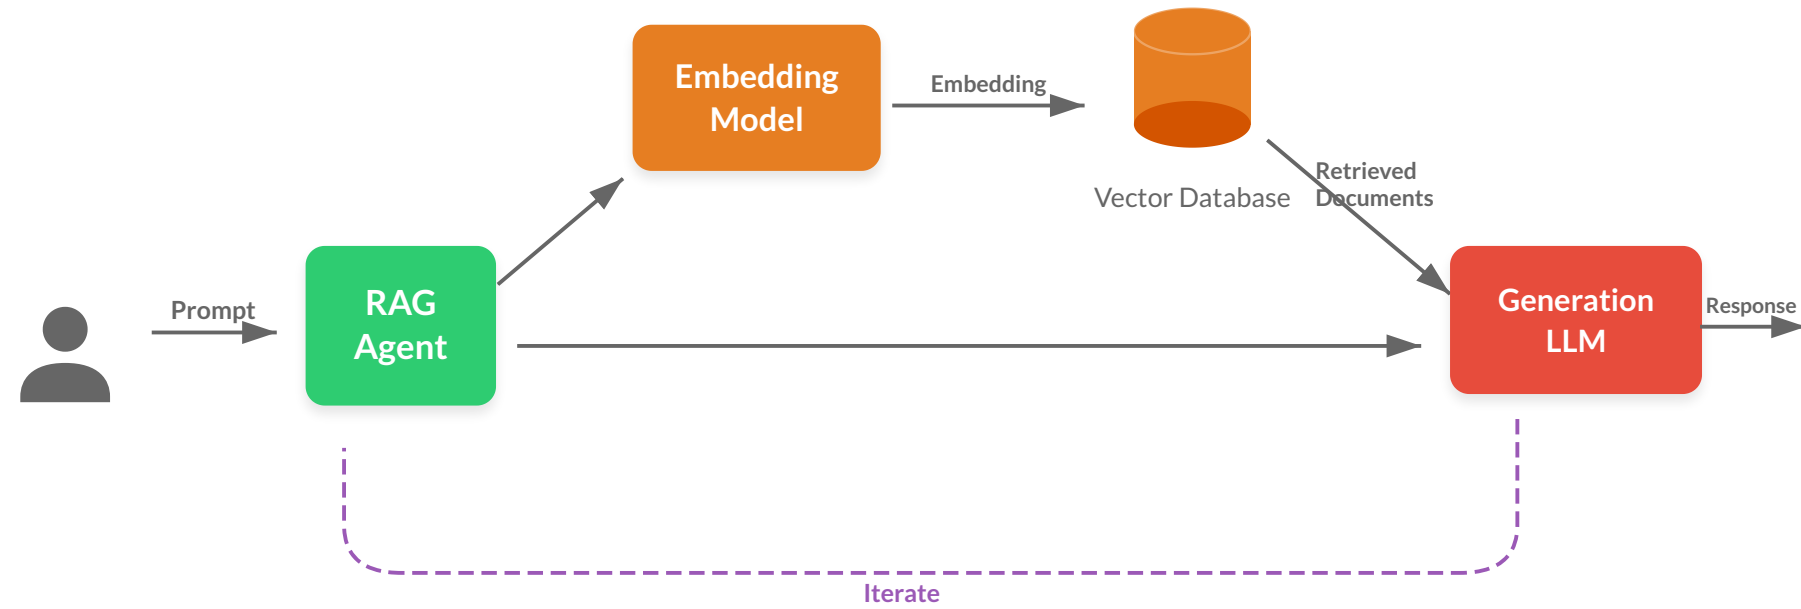 Embedding
Model
Embedding
Vector Database
Retrieved
Documents
Prompt
RAG
Agent
Generation
LLM
Response
Iterate